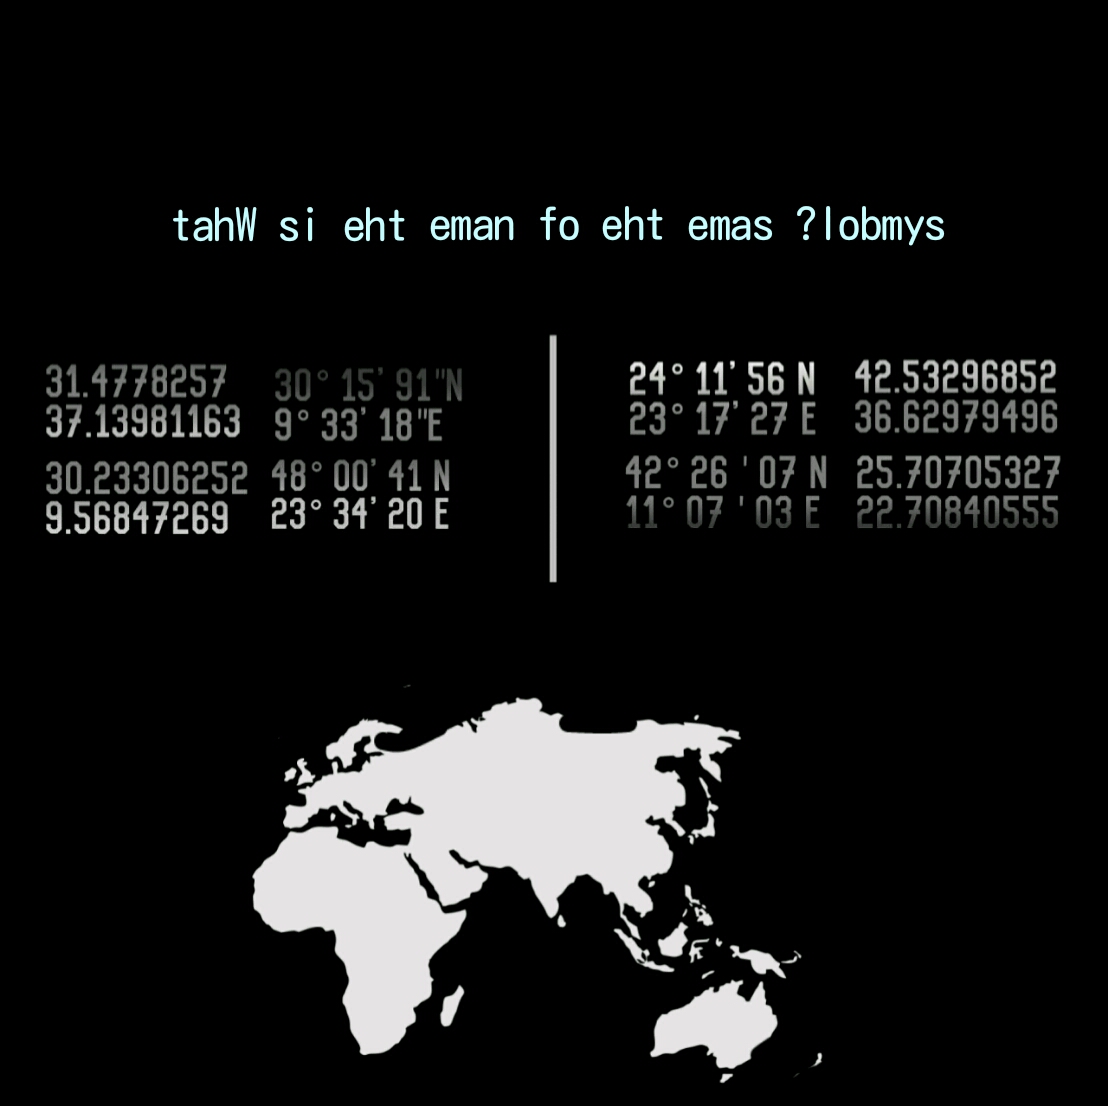 tahW si eht eman fo eht emas ?lobmys
31.4778257
37.13981163
30.23306252
9.56847269
30° 15' 91"N
9° 33' 18"E
48° 00' 41 N
23° 34' 20 E
24° 11' 56 N
23° 17' 27 E
42° 26 ' 07 N
11° 07 ' 03 E
42.53296852
36.62979496
25.70705327
22.70840555